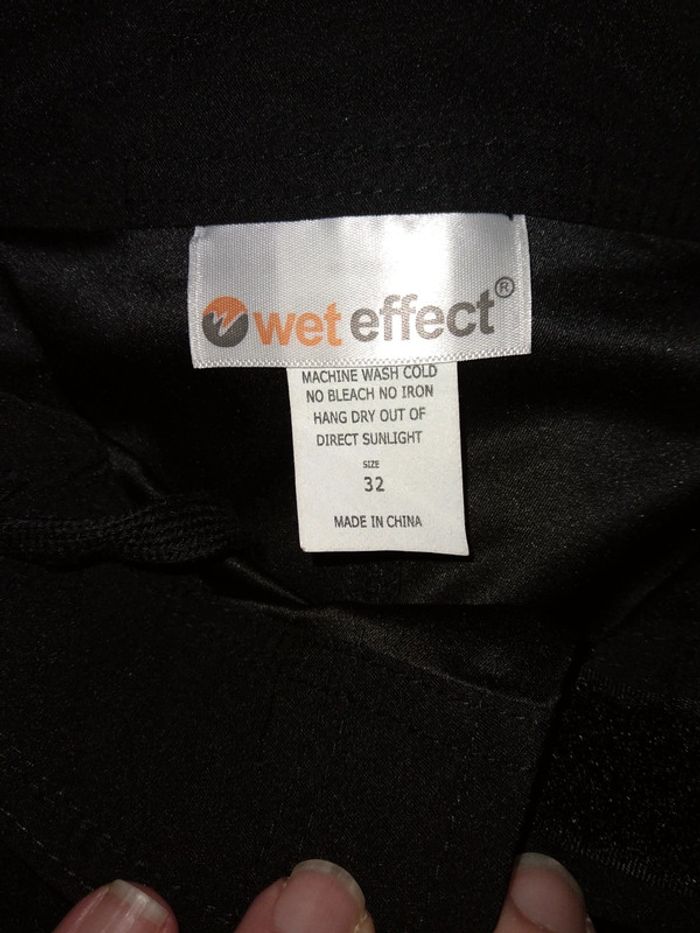 wet effect®
MACHINE WASH COLD
NO BLEACH NO IRON
HANG DRY OUT OF
DIRECT SUNLIGHT
SIZE
32
MADE IN CHINA